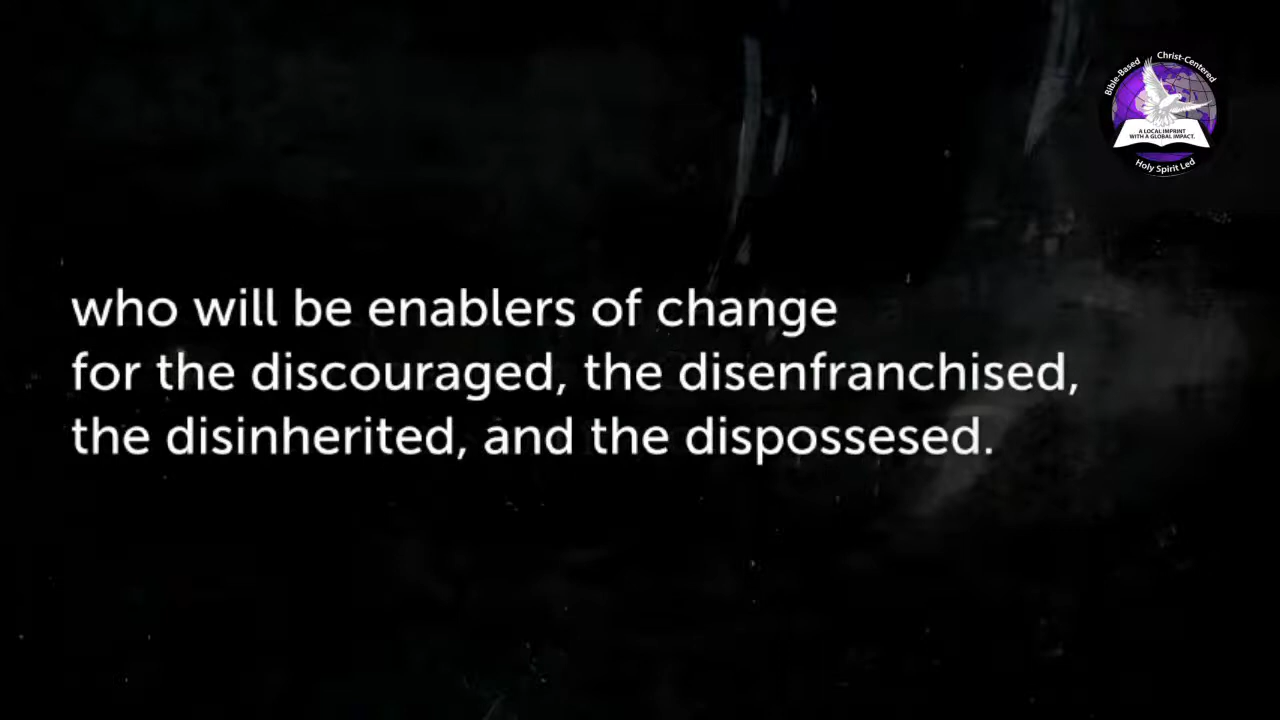 Bible-Based Christ-Centered
A LOCAL IMPRINT
WITH A GLOBAL IMPACT.
Holy Spirit Led
who will be enablers of change
for the discouraged, the disenfranchised,
the disinherited, and the dispossesed.